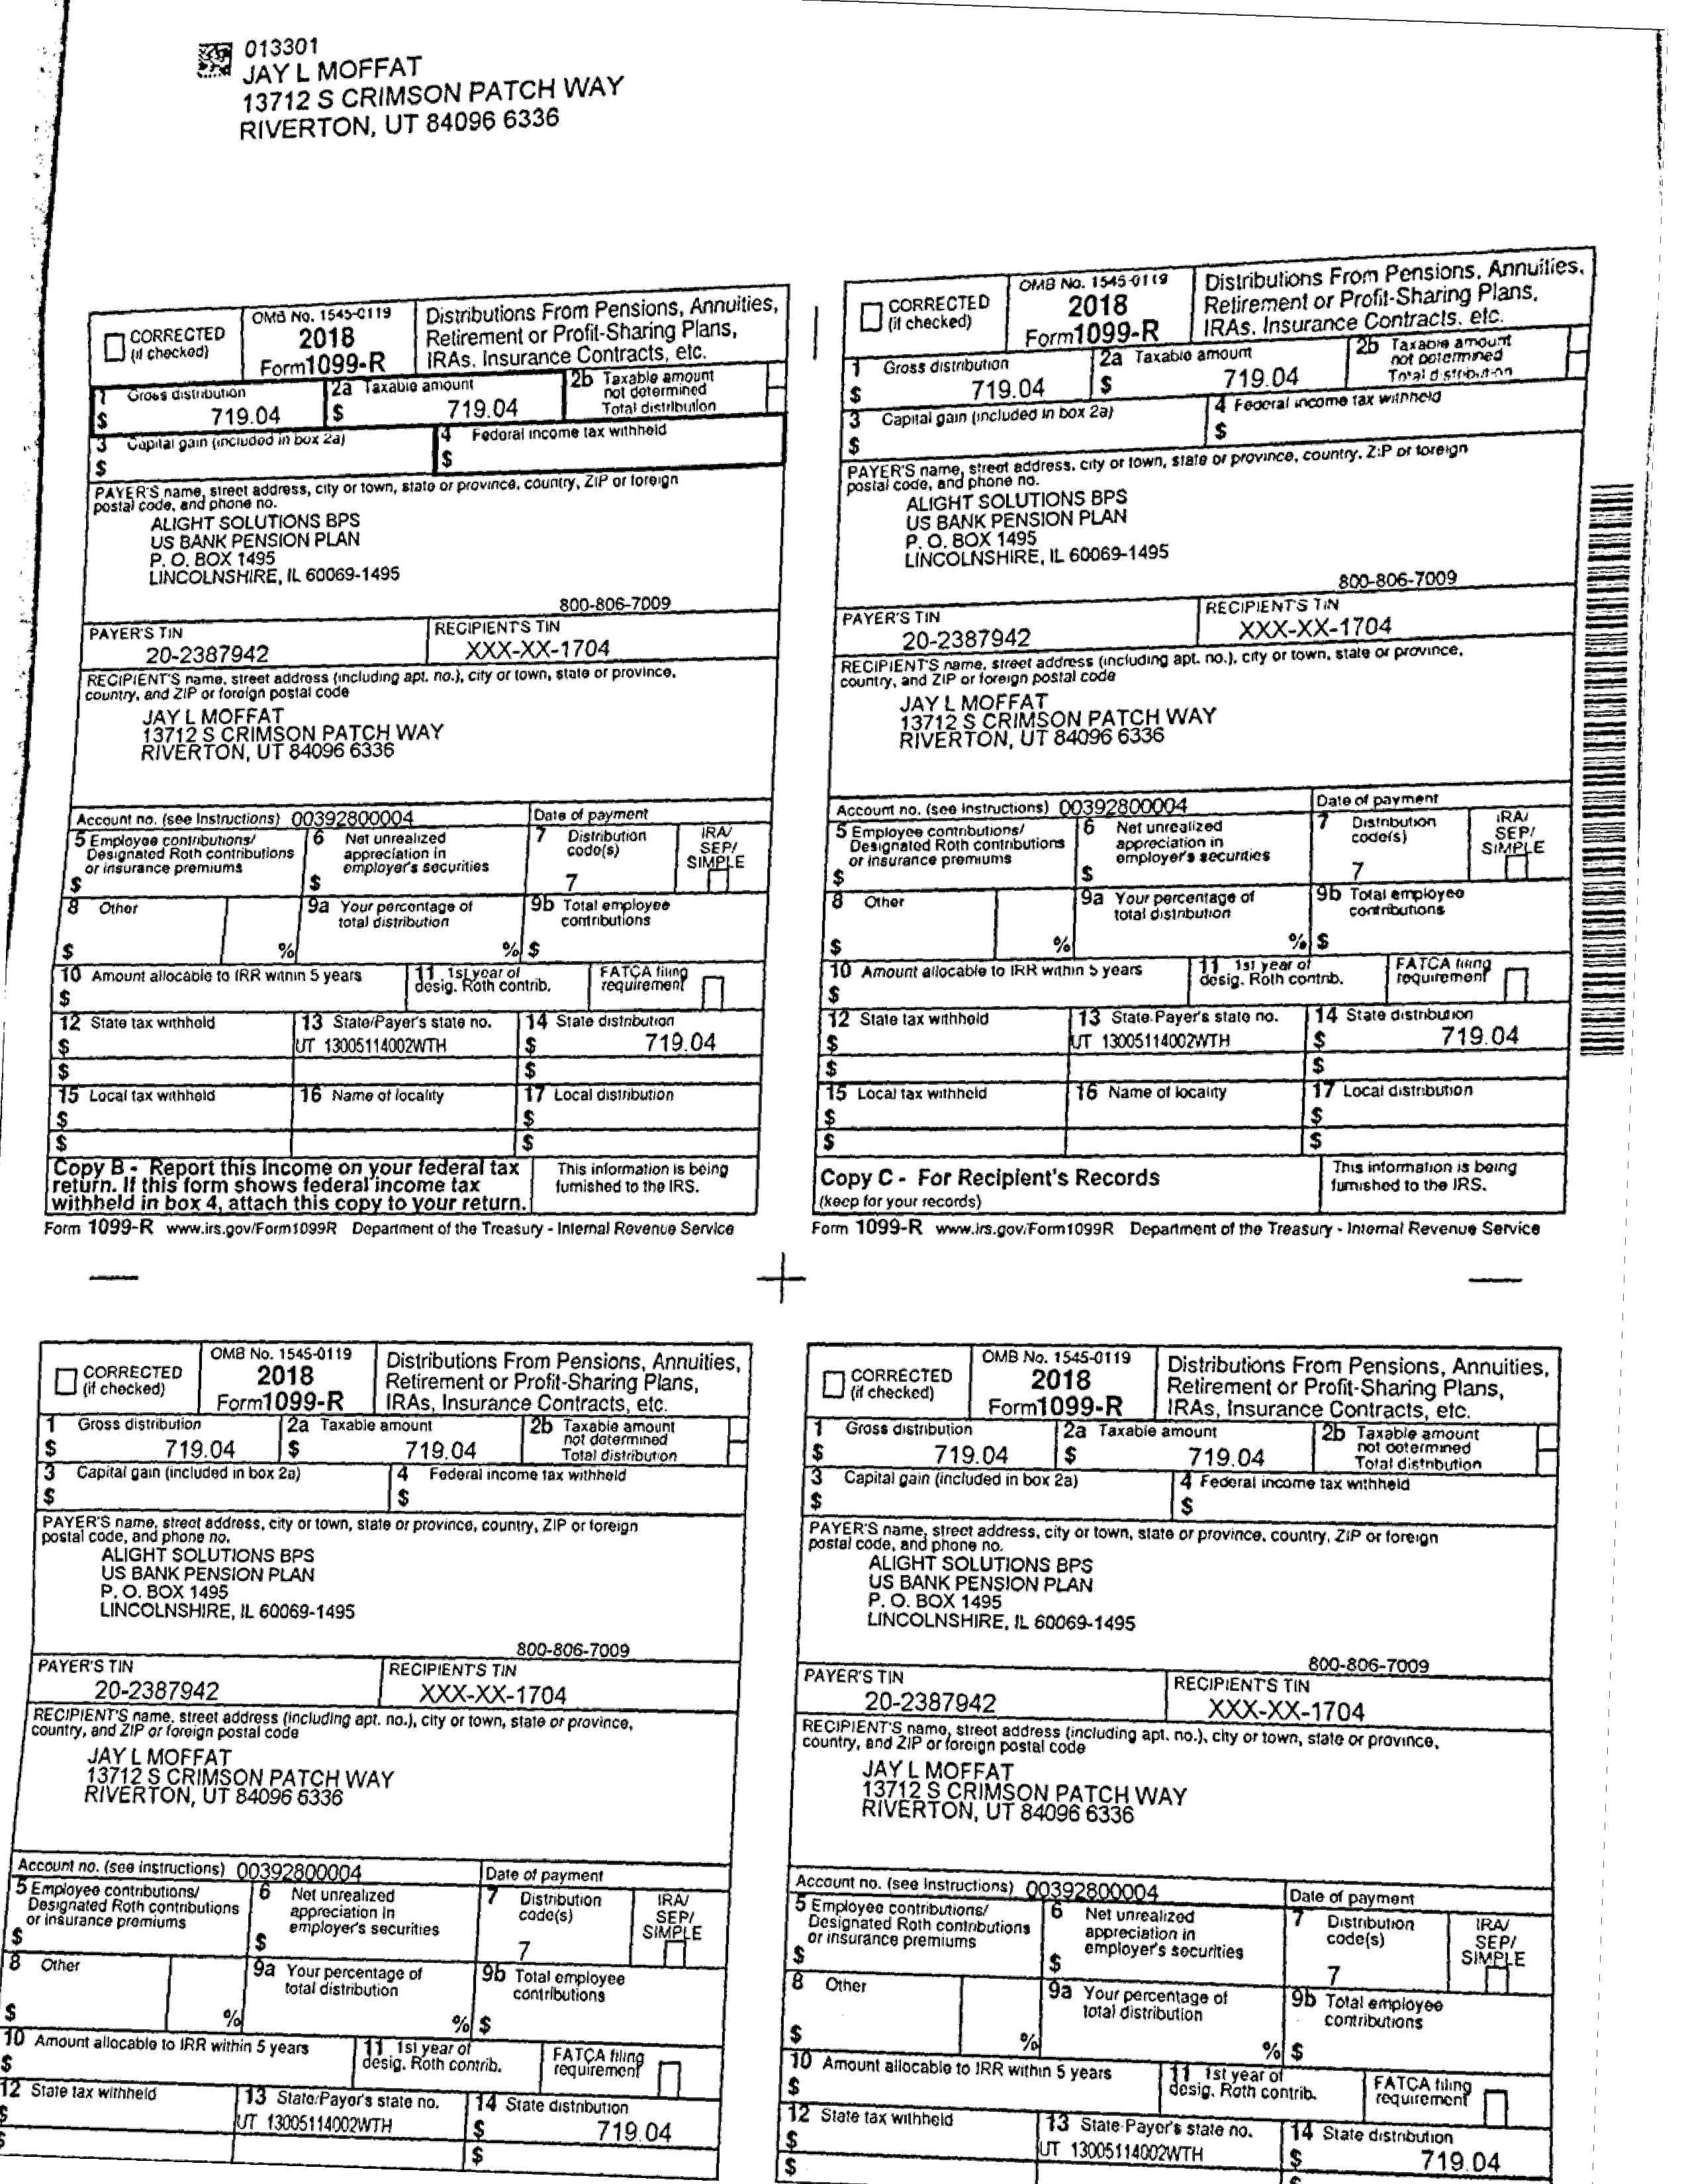 013301
JAY L MOFFAT
13712 S CRIMSON PATCH WAY
RIVERTON, UT 84096 6336
CORRECTED
(if checked)
OMB No. 1545-0119
2018
Form 1099-R
Distributions From Pensions, Annuities,
Retirement or Profit-Sharing Plans,
IRAs, Insurance Contracts, etc.
1 Gross distribution
$ 719.04
2a Taxable amount
$ 719.04
2b Taxable amount
not determined
Total distribution
3 Capital gain (included in box 2a)
$
4 Federal income tax withheld
$
PAYER'S name, street address, city or town, state or province, country, ZIP or foreign
postal code, and phone no.
ALIGHT SOLUTIONS BPS
US BANK PENSION PLAN
P. O. BOX 1495
LINCOLNSHIRE, IL 60069-1495
800-806-7009
PAYER'S TIN
20-2387942
RECIPIENT'S TIN
XXX-XX-1704
RECIPIENT'S name, street address (including apt. no.), city or town, state or province,
country, and ZIP or foreign postal code
JAY L MOFFAT
13712 S CRIMSON PATCH WAY
RIVERTON, UT 84096 6336
Account no. (see Instructions) 00392800004
Date of payment
5 Employee contributions/
Designated Roth contributions
or insurance premiums
$
6 Net unrealized
appreciation in
employer's securities
$
7 Distribution
code(s)
7
IRA/
SEP/
SIMPLE
8 Other
$ %
9a Your percentage of
total distribution
%
9b Total employee
contributions
$
10 Amount allocable to IRR within 5 years
$
11 1st year of
desig. Roth contrib.
FATCA filing
requirement
12 State tax withheld
$
$
13 State/Payer's state no.
UT 13005114002WTH
14 State distribution
$ 719.04
$
15 Local tax withheld
$
$
16 Name of locality
17 Local distribution
$
$
Copy B - Report this income on your federal tax
return. If this form shows federal income tax
withheld in box 4, attach this copy to your return.
This information is being
furnished to the IRS.
Form 1099-R www.irs.gov/Form1099R Department of the Treasury - Internal Revenue Service
CORRECTED
(if checked)
OMB No. 1545-0119
2018
Form 1099-R
Distributions From Pensions, Annuities,
Retirement or Profit-Sharing Plans,
IRAs, Insurance Contracts, etc.
1 Gross distribution
$ 719.04
2a Taxable amount
$ 719.04
2b Taxable amount
not determined
Total distribution
3 Capital gain (included in box 2a)
$
4 Federal income tax withheld
$
PAYER'S name, street address, city or town, state or province, country, ZIP or foreign
postal code, and phone no.
ALIGHT SOLUTIONS BPS
US BANK PENSION PLAN
P. O. BOX 1495
LINCOLNSHIRE, IL 60069-1495
800-806-7009
PAYER'S TIN
20-2387942
RECIPIENT'S TIN
XXX-XX-1704
RECIPIENT'S name, street address (including apt. no.), city or town, state or province,
country, and ZIP or foreign postal code
JAY L MOFFAT
13712 S CRIMSON PATCH WAY
RIVERTON, UT 84096 6336
Account no. (see Instructions) 00392800004
Date of payment
5 Employee contributions/
Designated Roth contributions
or insurance premiums
$
6 Net unrealized
appreciation in
employer's securities
$
7 Distribution
code(s)
7
IRA/
SEP/
SIMPLE
8 Other
$ %
9a Your percentage of
total distribution
%
9b Total employee
contributions
$
10 Amount allocable to IRR within 5 years
$
11 1st year of
desig. Roth contrib.
FATCA filing
requirement
12 State tax withheld
$
$
13 State/Payer's state no.
UT 13005114002WTH
14 State distribution
$ 719.04
$
15 Local tax withheld
$
$
16 Name of locality
17 Local distribution
$
$
Copy C - For Recipient's Records
(keep for your records)
This information is being
furnished to the IRS.
Form 1099-R www.irs.gov/Form1099R Department of the Treasury - Internal Revenue Service
CORRECTED
(if checked)
OMB No. 1545-0119
2018
Form 1099-R
Distributions From Pensions, Annuities,
Retirement or Profit-Sharing Plans,
IRAs, Insurance Contracts, etc.
1 Gross distribution
$ 719.04
2a Taxable amount
$ 719.04
2b Taxable amount
not determined
Total distribution
3 Capital gain (included in box 2a)
$
4 Federal income tax withheld
$
PAYER'S name, street address, city or town, state or province, country, ZIP or foreign
postal code, and phone no.
ALIGHT SOLUTIONS BPS
US BANK PENSION PLAN
P. O. BOX 1495
LINCOLNSHIRE, IL 60069-1495
800-806-7009
PAYER'S TIN
20-2387942
RECIPIENT'S TIN
XXX-XX-1704
RECIPIENT'S name, street address (including apt. no.), city or town, state or province,
country, and ZIP or foreign postal code
JAY L MOFFAT
13712 S CRIMSON PATCH WAY
RIVERTON, UT 84096 6336
Account no. (see instructions) 00392800004
Date of payment
5 Employee contributions/
Designated Roth contributions
or insurance premiums
$
6 Net unrealized
appreciation in
employer's securities
$
7 Distribution
code(s)
7
IRA/
SEP/
SIMPLE
8 Other
$ %
9a Your percentage of
total distribution
%
9b Total employee
contributions
$
10 Amount allocable to IRR within 5 years
$
11 1st year of
desig. Roth contrib.
FATCA filing
requirement
12 State tax withheld
$
$
13 State/Payer's state no.
UT 13005114002WTH
14 State distribution
$ 719.04
$
CORRECTED
(if checked)
OMB No. 1545-0119
2018
Form 1099-R
Distributions From Pensions, Annuities,
Retirement or Profit-Sharing Plans,
IRAs, Insurance Contracts, etc.
1 Gross distribution
$ 719.04
2a Taxable amount
$ 719.04
2b Taxable amount
not determined
Total distribution
3 Capital gain (included in box 2a)
$
4 Federal income tax withheld
$
PAYER'S name, street address, city or town, state or province, country, ZIP or foreign
postal code, and phone no.
ALIGHT SOLUTIONS BPS
US BANK PENSION PLAN
P. O. BOX 1495
LINCOLNSHIRE, IL 60069-1495
800-806-7009
PAYER'S TIN
20-2387942
RECIPIENT'S TIN
XXX-XX-1704
RECIPIENT'S name, street address (including apt. no.), city or town, state or province,
country, and ZIP or foreign postal code
JAY L MOFFAT
13712 S CRIMSON PATCH WAY
RIVERTON, UT 84096 6336
Account no. (see Instructions) 00392800004
Date of payment
5 Employee contributions/
Designated Roth contributions
or insurance premiums
$
6 Net unrealized
appreciation in
employer's securities
$
7 Distribution
code(s)
7
IRA/
SEP/
SIMPLE
8 Other
$ %
9a Your percentage of
total distribution
%
9b Total employee
contributions
$
10 Amount allocable to IRR within 5 years
$
11 1st year of
desig. Roth contrib.
FATCA filing
requirement
12 State tax withheld
$
$
13 State/Payer's state no.
UT 13005114002WTH
14 State distribution
$ 719.04
$